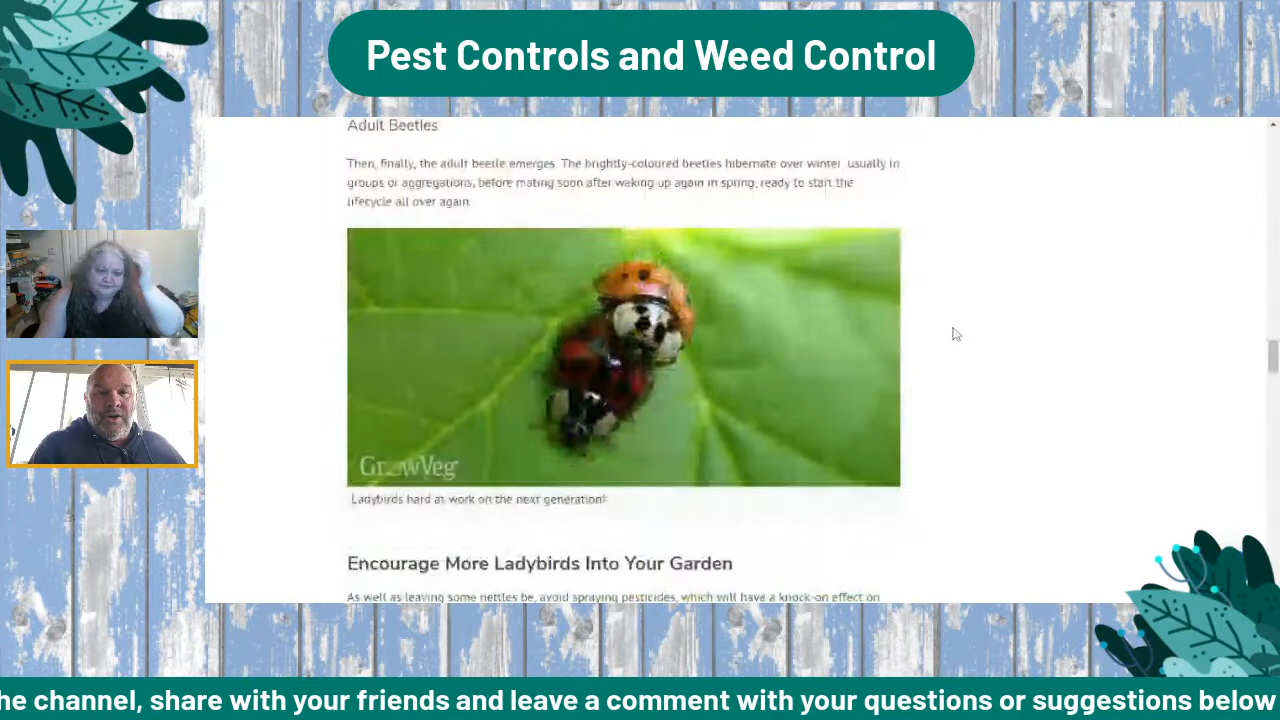 Pest Controls and Weed Control
Adult Beetles
Then, finally, the adult beetle emerges. The brightly-coloured beetles hibernate over winter, usually in
groups or aggregations, before mating soon after waking up again in spring, ready to start the
lifecycle all over again.
GrowVeg
Ladybirds hard at work on the next generation!
Encourage More Ladybirds Into Your Garden
As well as leaving some nettles be, avoid spraying pesticides, which will have a knock-on effect on
he channel, share with your friends and leave a comment with your questions or suggestions below